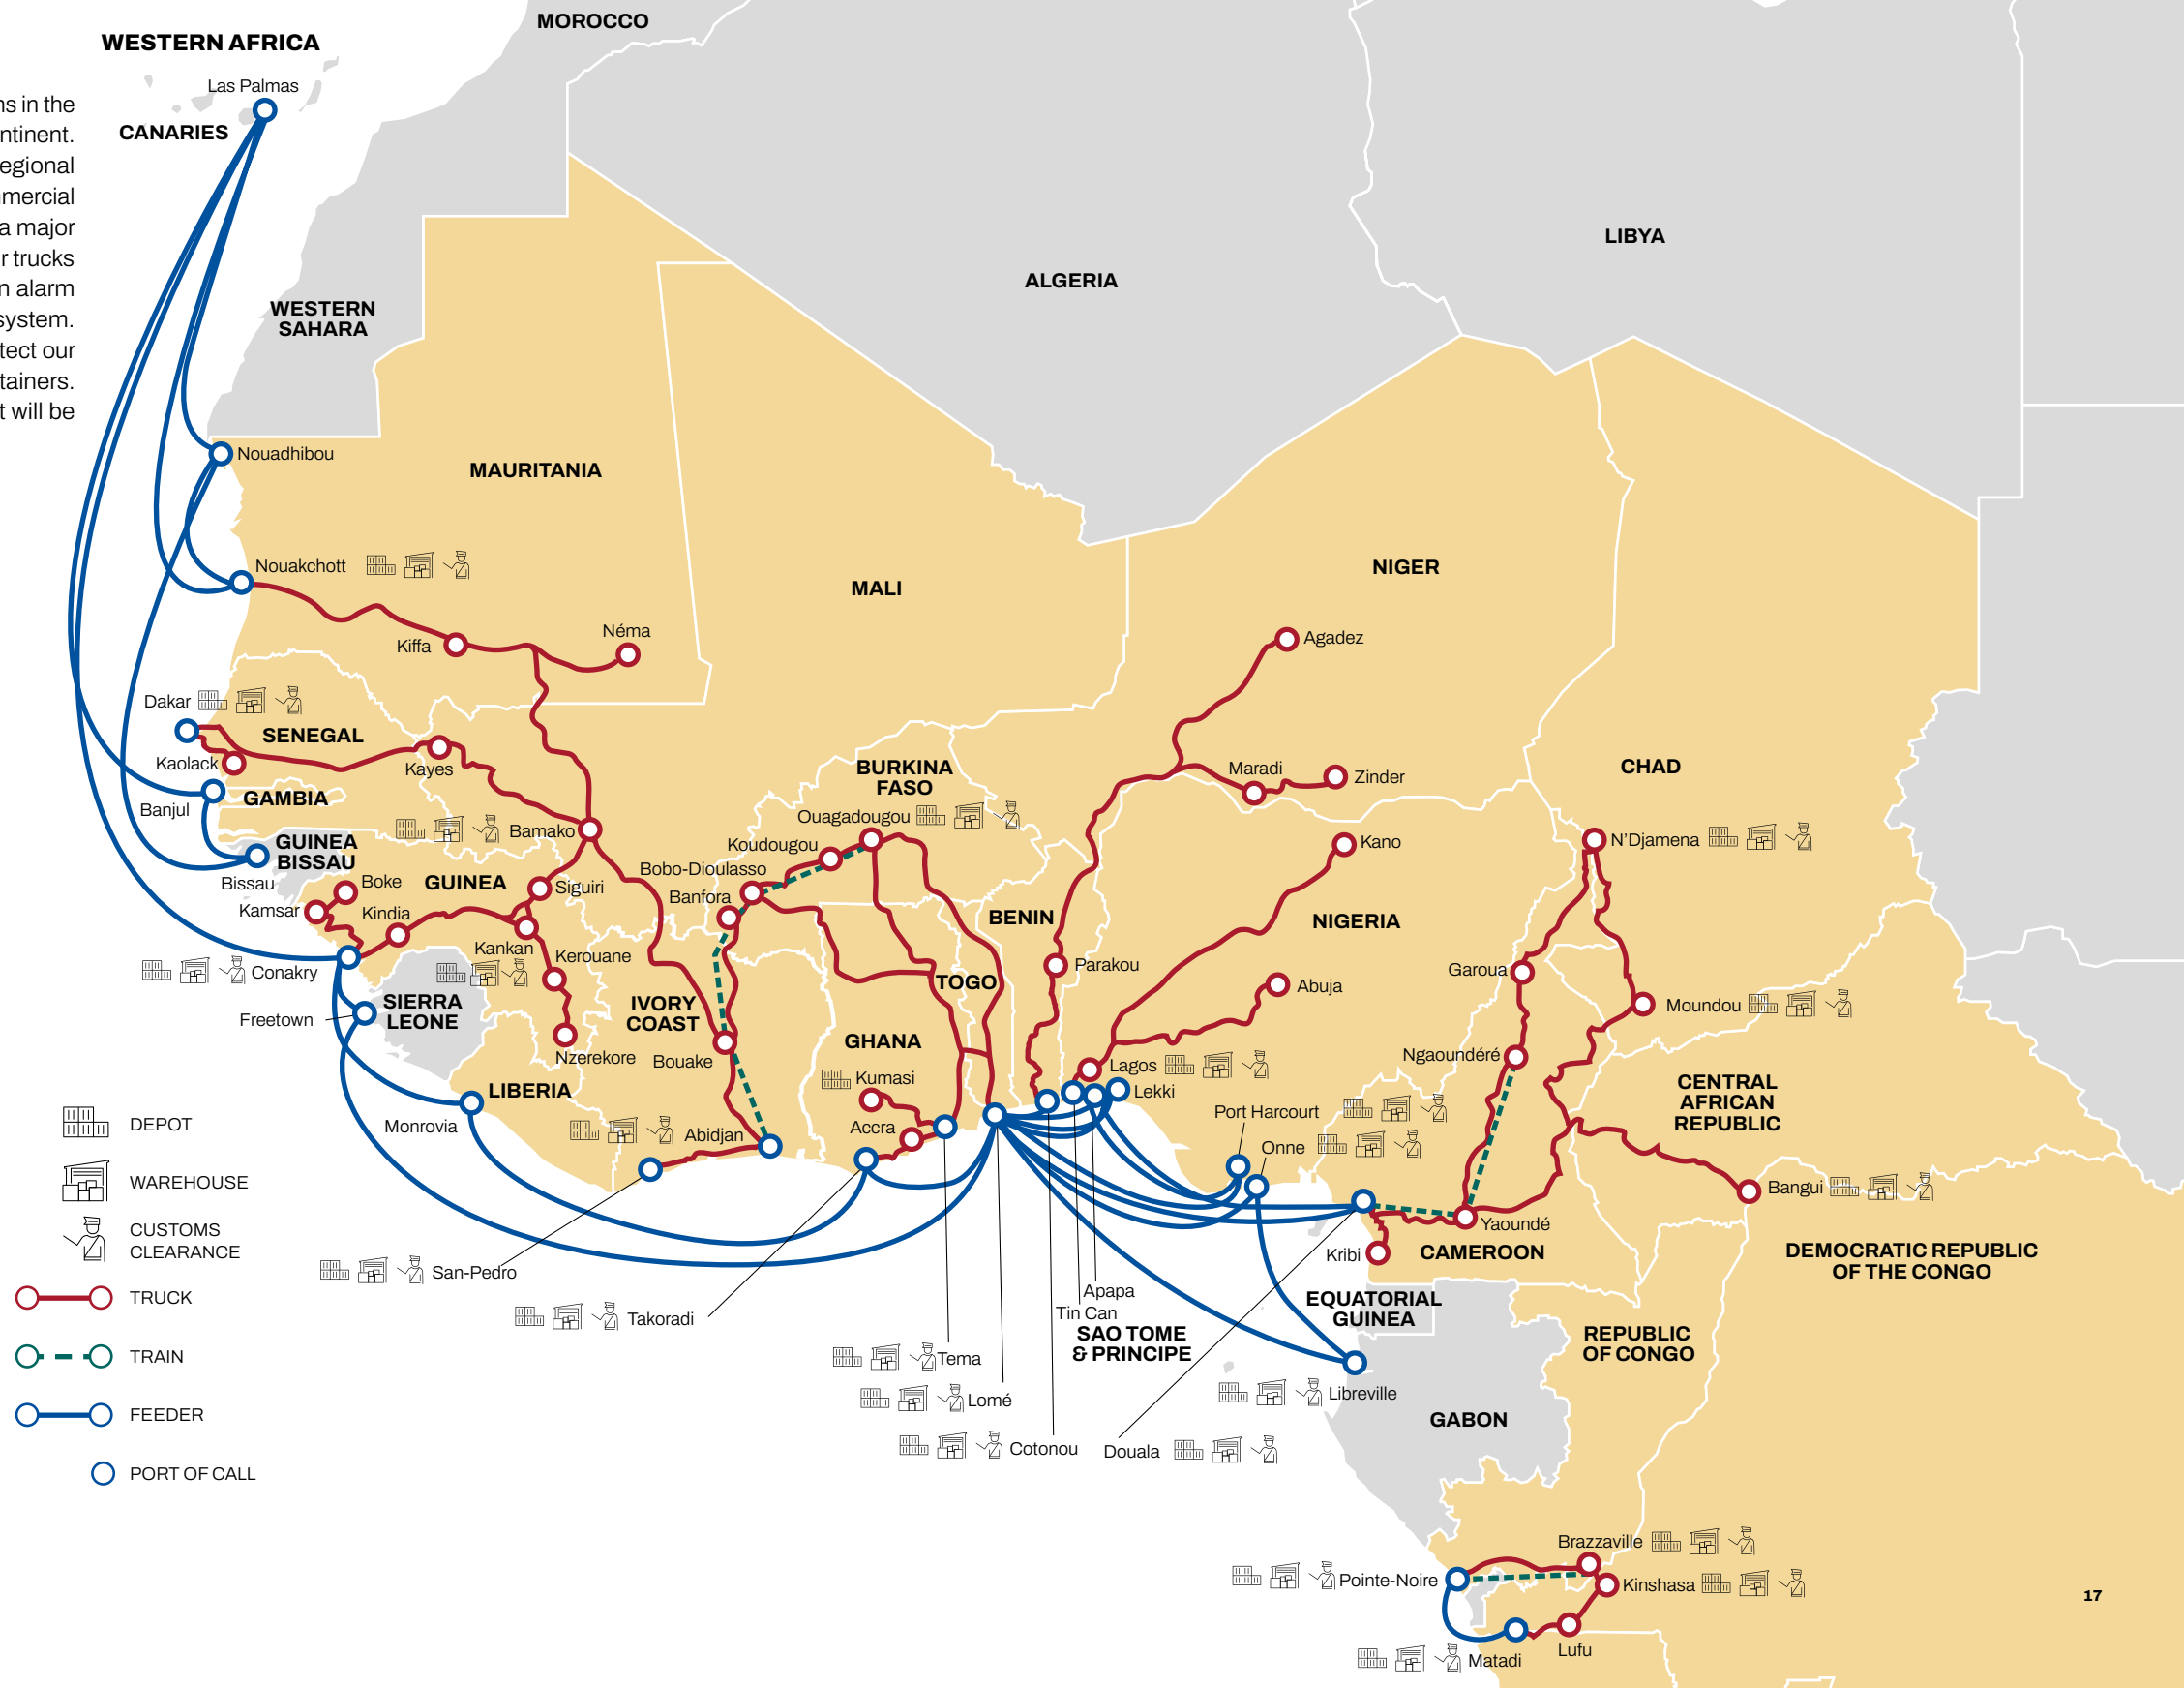 WESTERN AFRICA
ns in the
ntinent.
egional
nmercial
a major
r trucks
n alarm
system.
tect our
tainers.
t will be
MOROCCO
Las Palmas
CANARIES
LIBYA
ALGERIA
WESTERN
SAHARA
Nouadhibou
MAURITANIA
Nouakchott
NIGER
MALI
Kiffa
Néma
Agadez
Dakar
SENEGAL
Kaolack
Kayes
BURKINA
FASO
Maradi
Zinder
CHAD
Banjul
GAMBIA
Bamako
Ouagadougou
Koudougou
Kano
N'Djamena
GUINEA
BISSAU
Bissau
Boke
GUINEA
Siguiri
Bobo-Dioulasso
Banfora
Kamsar
Kindia
BENIN
NIGERIA
Kankan
Kerouane
Conakry
Parakou
Garoua
Abuja
TOGO
SIERRA
LEONE
Freetown
IVORY
COAST
Moundou
GHANA
Nzerekore
Bouake
Ngaoundéré
Kumasi
Lagos
Lekki
LIBERIA
Monrovia
CENTRAL
AFRICAN
REPUBLIC
Port Harcourt
Accra
Abidjan
Onne
Bangui
DEPOT
WAREHOUSE
CUSTOMS
CLEARANCE
TRUCK
TRAIN
FEEDER
PORT OF CALL
Yaoundé
Kribi
CAMEROON
DEMOCRATIC REPUBLIC
OF THE CONGO
San-Pedro
Takoradi
Apapa
Tin Can
SAO TOME
& PRINCIPE
EQUATORIAL
GUINEA
REPUBLIC
OF CONGO
Tema
Lomé
Libreville
GABON
Cotonou
Douala
Brazzaville
Pointe-Noire
Kinshasa
17
Lufu
Matadi